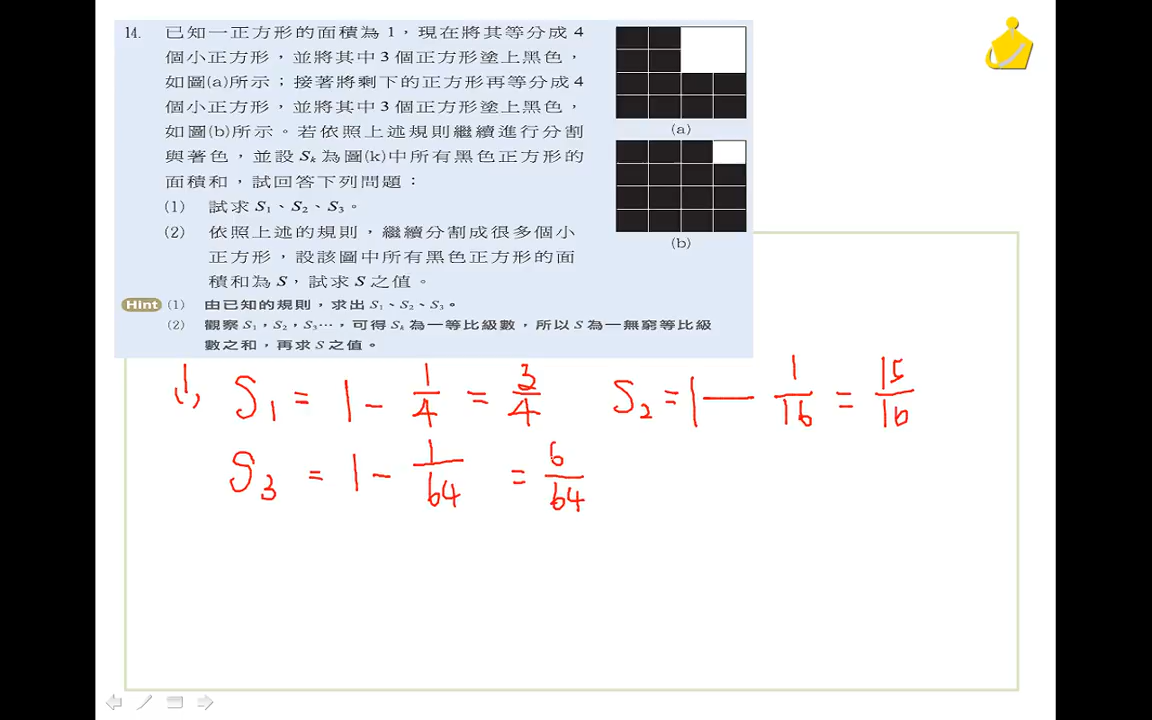 14. 已知一正方形的面積為 1，現在將其等分成 4
個小正方形，並將其中 3 個正方形塗上黑色，
如圖(a)所示；接著將剩下的正方形再等分成 4
個小正方形，並將其中 3 個正方形塗上黑色，
如圖(b)所示。若依照上述規則繼續進行分割
與著色，並設 Sₖ 為圖(k)中所有黑色正方形的
面積和，試回答下列問題：
(1) 試求 S₁、S₂、S₃。
(2) 依照上述的規則，繼續分割成很多個小
正方形，設該圖中所有黑色正方形的面
積和為 S，試求 S 之值。
(a)
(b)
Hint (1) 由已知的規則，求出 S₁、S₂、S₃。
(2) 觀察 S₁，S₂，S₃…，可得 Sₖ 為一等比級數，所以 S 為一無窮等比級
數之和，再求 S 之值。
1, S₁ = 1 - 1/4 = 3/4 S₂ = 1 - 1/16 = 15/16
S₃ = 1 - 1/64 = 6/64